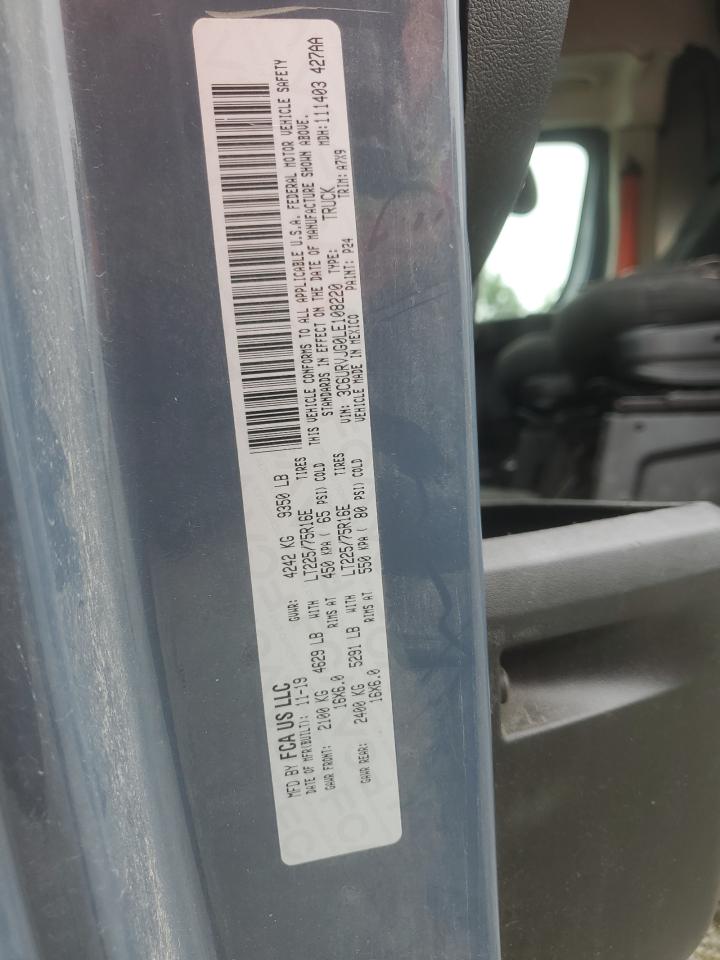 MFD BY FCA US LLC
DATE OF MFR(BUILT): 11-19 GVWR: 4242 KG 9350 LB
GAWR FRONT: 2100 KG 4629 LB WITH LT225/75R16E TIRES
16X6.0 RIMS AT 450 KPA ( 65 PSI) COLD
GAWR REAR: 2400 KG 5291 LB WITH LT225/75R16E TIRES
16X6.0 RIMS AT 550 KPA ( 80 PSI) COLD
THIS VEHICLE CONFORMS TO ALL APPLICABLE U.S.A. FEDERAL MOTOR VEHICLE SAFETY
STANDARDS IN EFFECT ON THE DATE OF MANUFACTURE SHOWN ABOVE.
VIN: 3C6URVJG0LE108220 TYPE: TRUCK MDH:111403 427AA
VEHICLE MADE IN MEXICO PAINT: P24 TRIM: A7X9